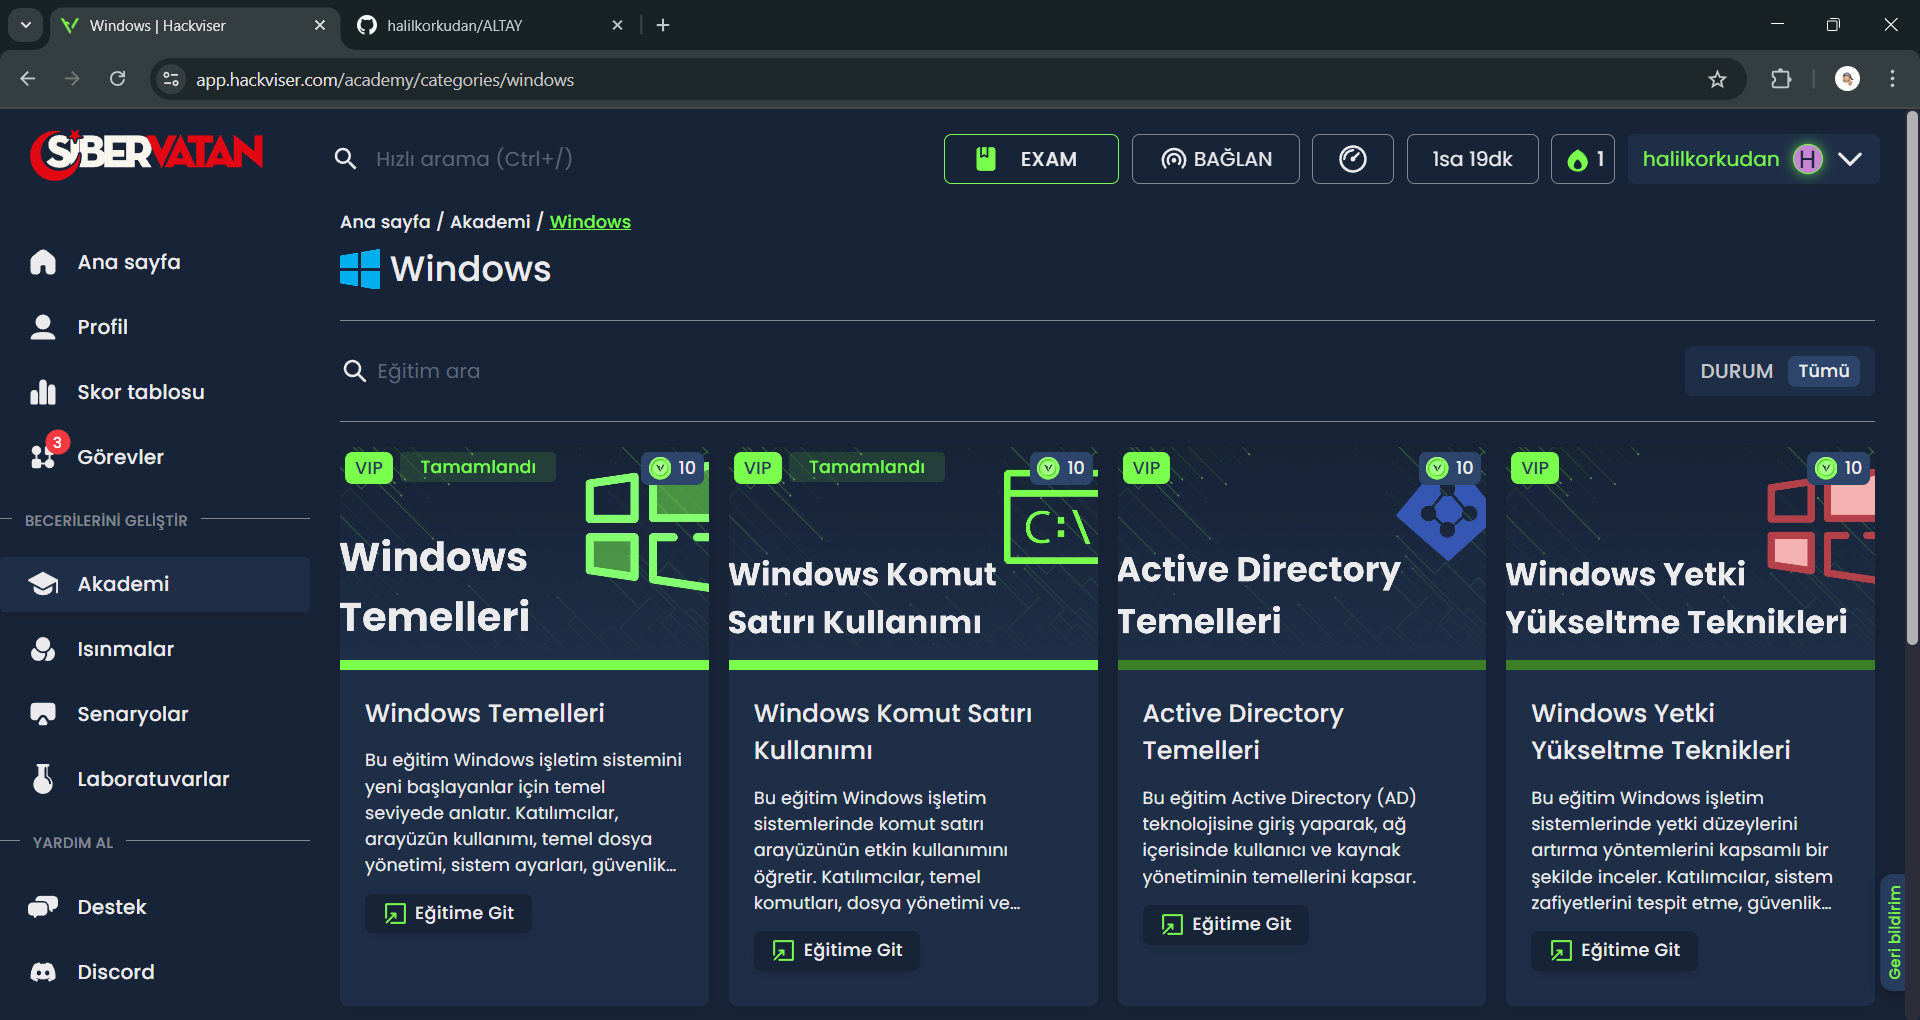 Windows | Hackviser
halilkorkudan/ALTAY
app.hackviser.com/academy/categories/windows
SİBERVATAN
Hızlı arama (Ctrl+/)
EXAM
BAĞLAN
1sa 19dk
1
halilkorkudan
H
Ana sayfa / Akademi / Windows
Windows
Ana sayfa
Profil
Skor tablosu
3
Görevler
BECERİLERİNİ GELİŞTİR
Akademi
Isınmalar
Senaryolar
Laboratuvarlar
YARDIM AL
Destek
Discord
Eğitim ara
DURUM
Tümü
VIP
Tamamlandı
10
Windows
Temelleri
Windows Temelleri
Bu eğitim Windows işletim sistemini
yeni başlayanlar için temel
seviyede anlatır. Katılımcılar,
arayüzün kullanımı, temel dosya
yönetimi, sistem ayarları, güvenlik...
Eğitime Git
VIP
Tamamlandı
10
C:\
Windows Komut
Satırı Kullanımı
Windows Komut Satırı
Kullanımı
Bu eğitim Windows işletim
sistemlerinde komut satırı
arayüzünün etkin kullanımını
öğretir. Katılımcılar, temel
komutları, dosya yönetimi ve...
Eğitime Git
VIP
10
Active Directory
Temelleri
Active Directory
Temelleri
Bu eğitim Active Directory (AD)
teknolojisine giriş yaparak, ağ
içerisinde kullanıcı ve kaynak
yönetiminin temellerini kapsar.
Eğitime Git
VIP
10
Windows Yetki
Yükseltme Teknikleri
Windows Yetki
Yükseltme Teknikleri
Bu eğitim Windows işletim
sistemlerinde yetki düzeylerini
artırma yöntemlerini kapsamlı bir
şekilde inceler. Katılımcılar, sistem
zafiyetlerini tespit etme, güvenlik...
Eğitime Git
Geri bildirim